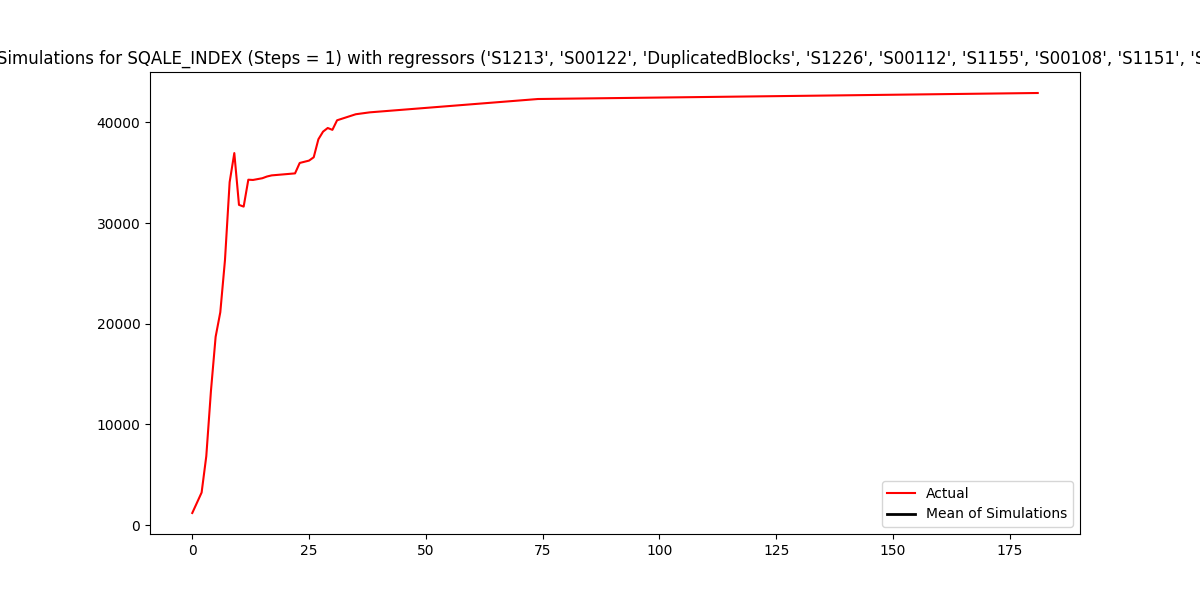 Simulations for SQALE_INDEX (Steps = 1) with regressors ('S1213', 'S00122', 'DuplicatedBlocks', 'S1226', 'S00112', 'S1155', 'S00108', 'S1151', 'S
40000
30000
20000
10000
0
Actual
Mean of Simulations
0 25 50 75 100 125 150 175